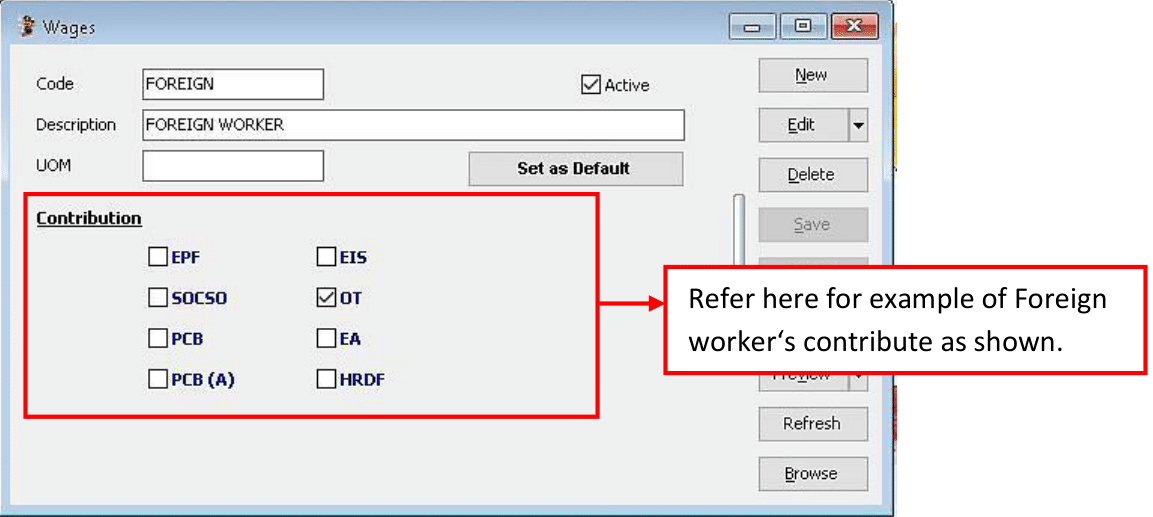 Wages
Code FOREIGN Active New
Description FOREIGN WORKER Edit
UOM Set as Default Delete
Contribution Save
EPF EIS
SOCSO OT
PCB EA
PCB (A) HRDF
Refer here for example of Foreign
worker‘s contribute as shown.
Preview
Refresh
Browse